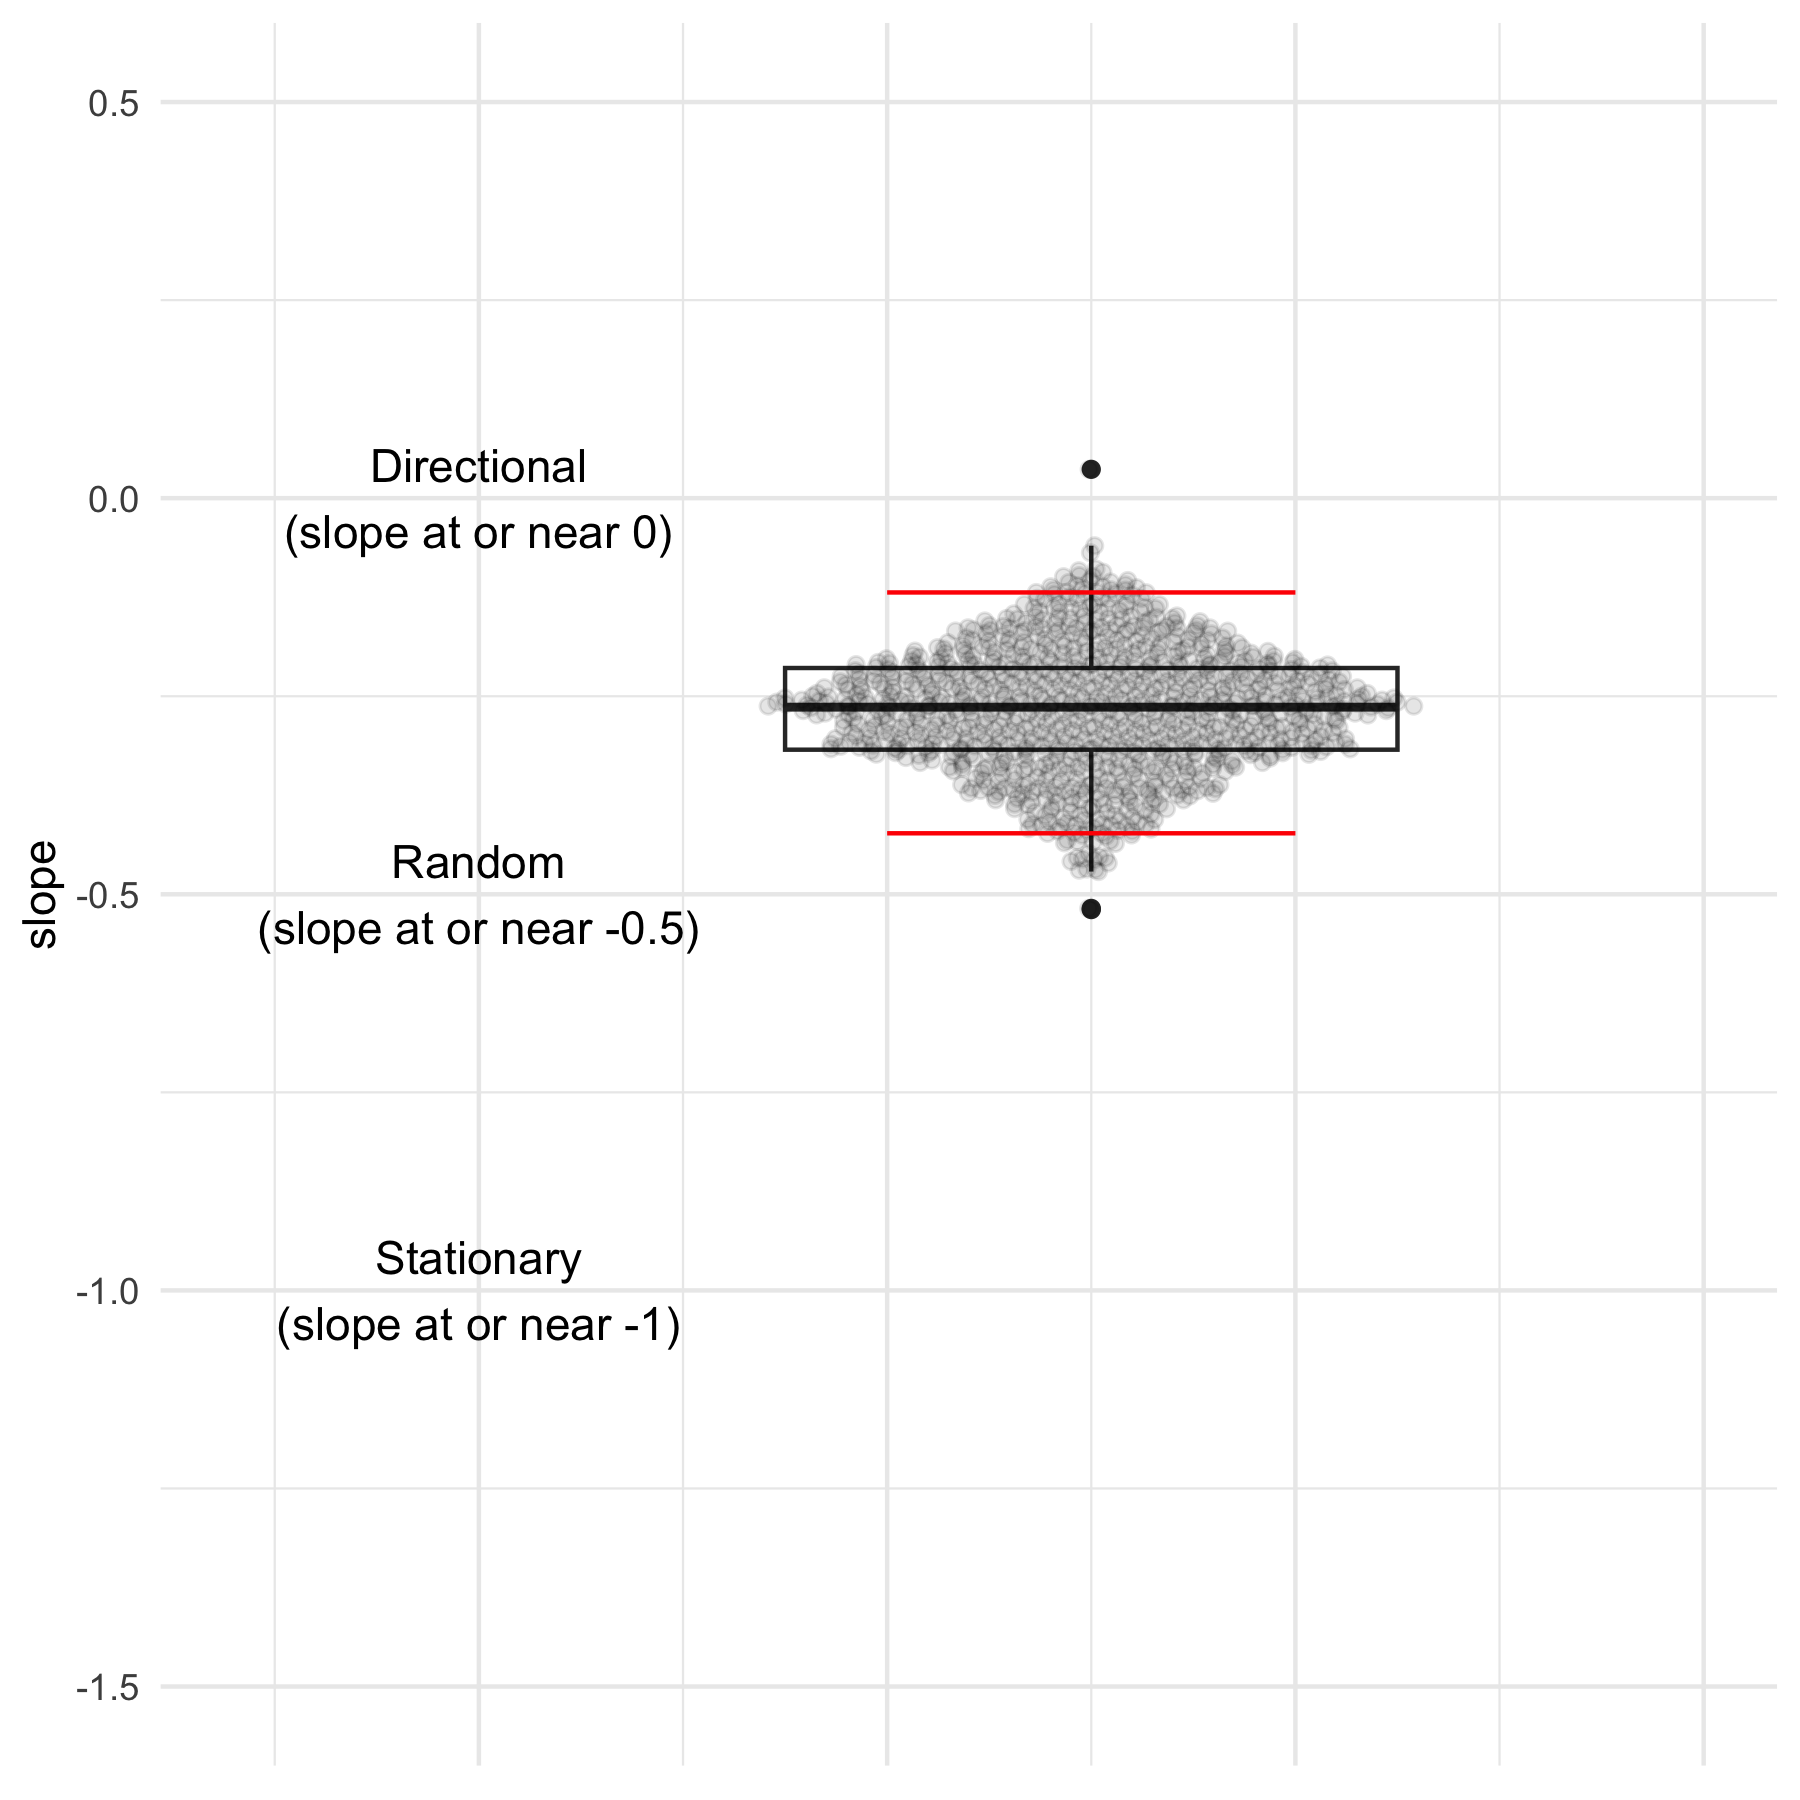 0.5
Directional
0.0
(slope at or near 0)
Random
slope
-0.5
(slope at or near -0.5)
Stationary
-1.0
(slope at or near -1)
-1.5